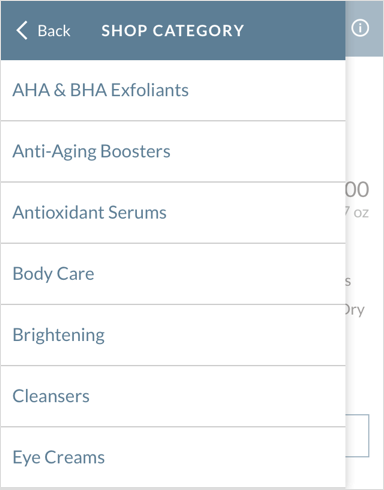 Back SHOP CATEGORY
AHA & BHA Exfoliants
Anti-Aging Boosters
00
Antioxidant Serums
7 oz
Body Care
s
Dry
Brightening
Cleansers
Eye Creams